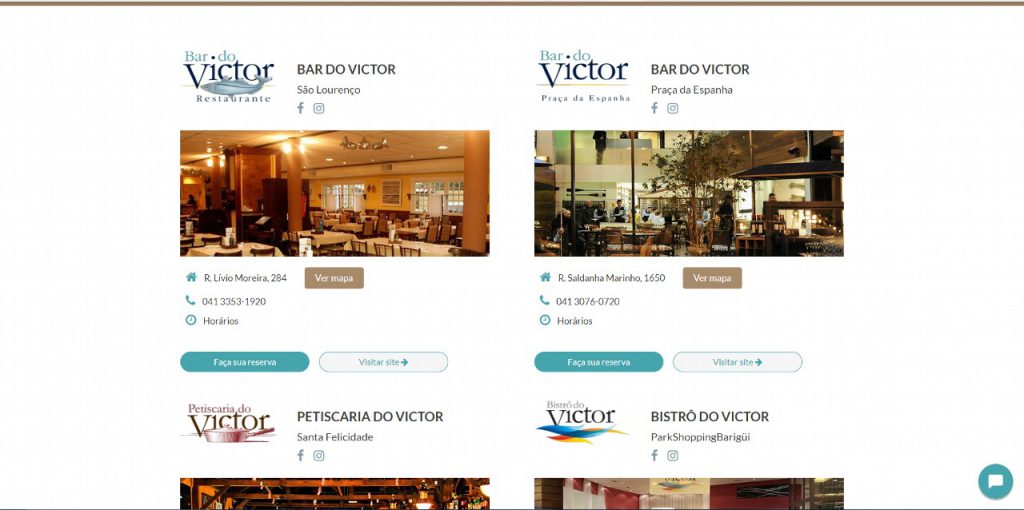 Bar do
Victor
Restaurante
BAR DO VICTOR
São Lourenço
Bar do
Victor
Praça da Espanha
BAR DO VICTOR
Praça da Espanha
R. Lívio Moreira, 284
Ver mapa
041 3353-1920
Horários
R. Saldanha Marinho, 1650
Ver mapa
041 3076-0720
Horários
Faça sua reserva
Visitar site
Faça sua reserva
Visitar site
Petiscaria do
Victor
PETISCARIA DO VICTOR
Santa Felicidade
Bistrô do
Victor
BISTRÔ DO VICTOR
ParkShoppingBarigüi